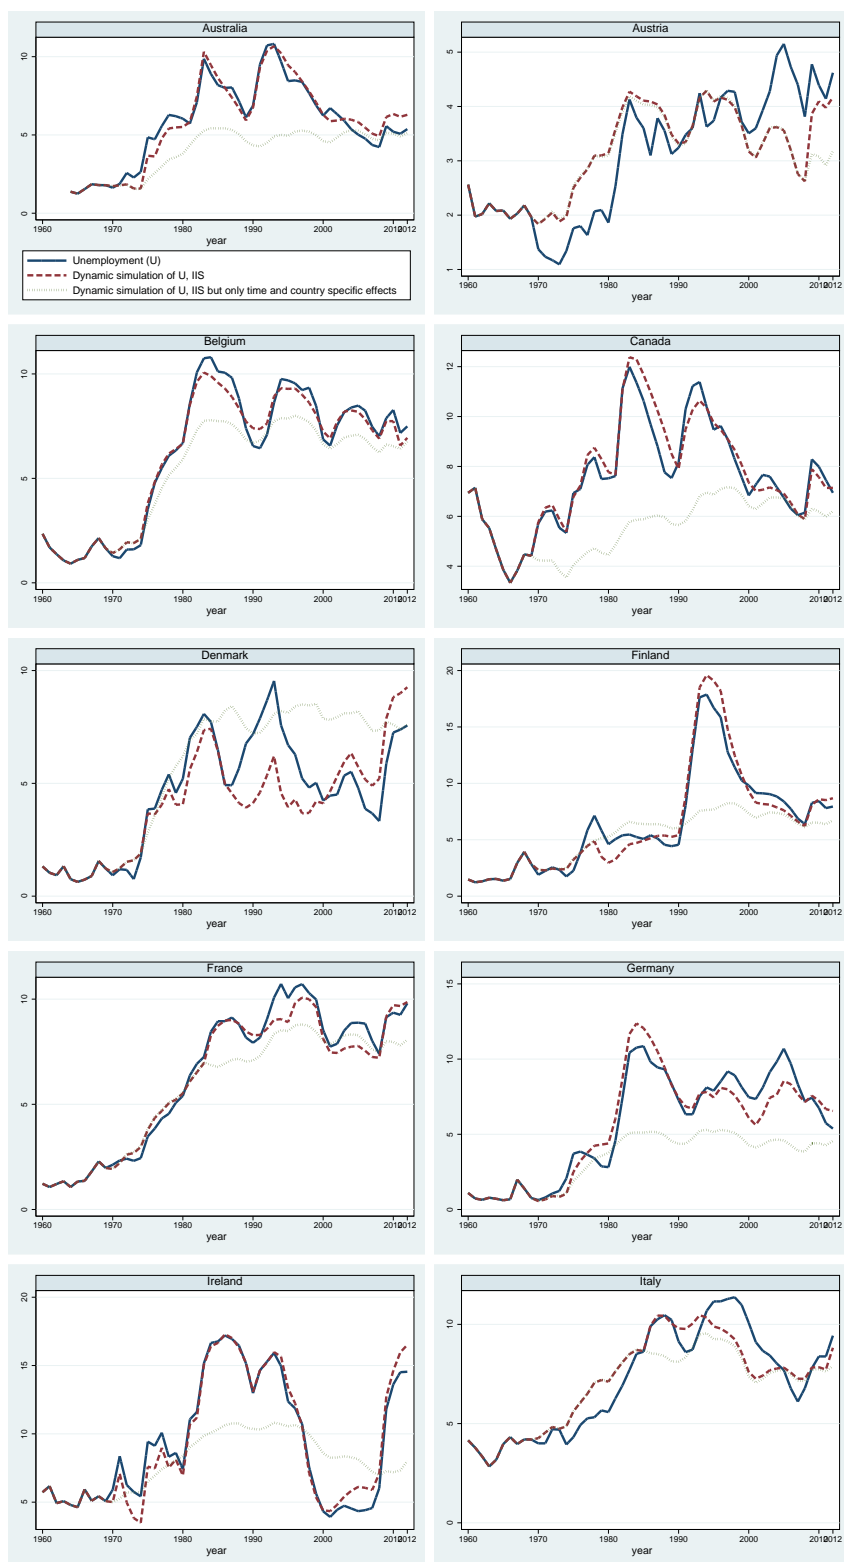 Australia
10
5
0
1960 1970 1980 1990 2000 2010 2012
year
Unemployment (U)
Dynamic simulation of U, IIS
Dynamic simulation of U, IIS but only time and country specific effects
Austria
5
4
3
2
1
1960 1970 1980 1990 2000 2010 2012
year
Belgium
10
5
0
1960 1970 1980 1990 2000 2010 2012
year
Canada
12
10
8
6
4
1960 1970 1980 1990 2000 2010 2012
year
Denmark
10
5
0
1960 1970 1980 1990 2000 2010 2012
year
Finland
20
15
10
5
0
1960 1970 1980 1990 2000 2010 2012
year
France
10
5
0
1960 1970 1980 1990 2000 2010 2012
year
Germany
15
10
5
0
1960 1970 1980 1990 2000 2010 2012
year
Ireland
20
15
10
5
1960 1970 1980 1990 2000 2010 2012
year
Italy
10
5
0
1960 1970 1980 1990 2000 2010 2012
year